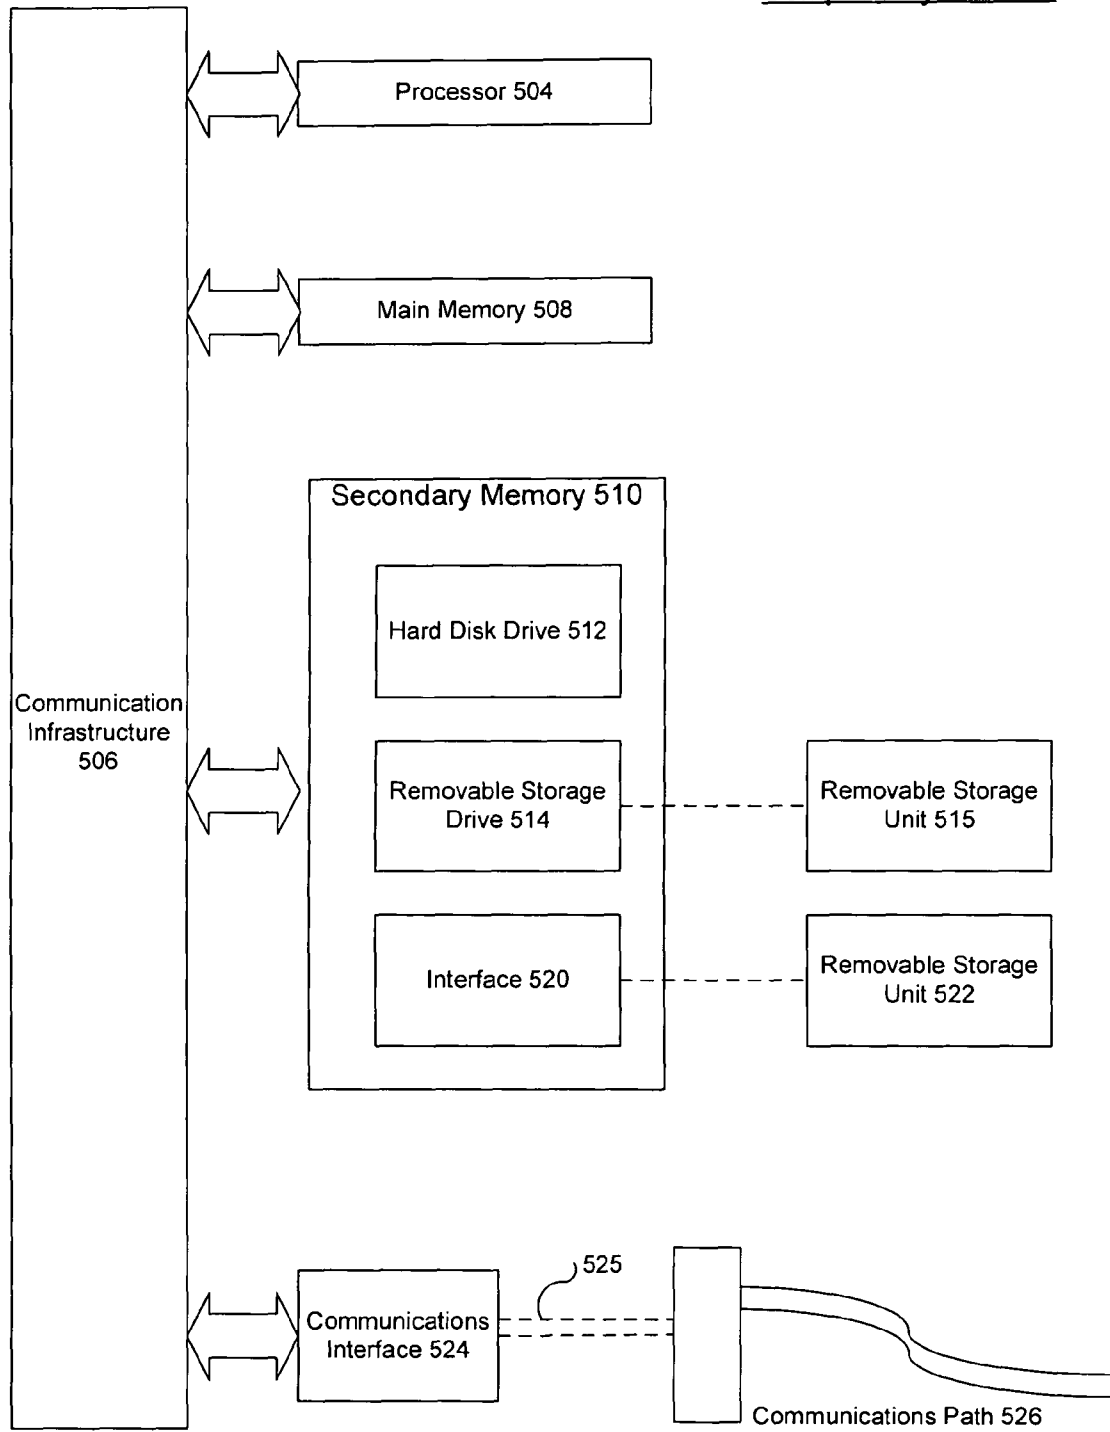 Processor 504
Main Memory 508
Secondary Memory 510
Hard Disk Drive 512
Communication
Infrastructure
506
Removable Storage
Drive 514
Removable Storage
Unit 515
Interface 520
Removable Storage
Unit 522
525
Communications
Interface 524
Communications Path 526